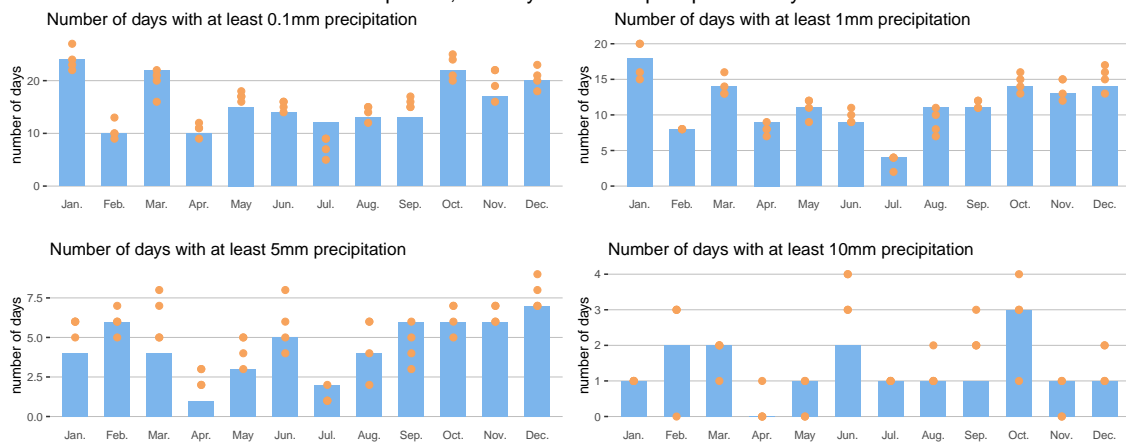 Number of days with at least 0.1mm precipitation
number of days
20
10
0
Jan. Feb. Mar. Apr. May Jun. Jul. Aug. Sep. Oct. Nov. Dec.
Number of days with at least 1mm precipitation
number of days
20
15
10
5
0
Jan. Feb. Mar. Apr. May Jun. Jul. Aug. Sep. Oct. Nov. Dec.
Number of days with at least 5mm precipitation
number of days
7.5
5.0
2.5
0.0
Jan. Feb. Mar. Apr. May Jun. Jul. Aug. Sep. Oct. Nov. Dec.
Number of days with at least 10mm precipitation
number of days
4
3
2
1
0
Jan. Feb. Mar. Apr. May Jun. Jul. Aug. Sep. Oct. Nov. Dec.